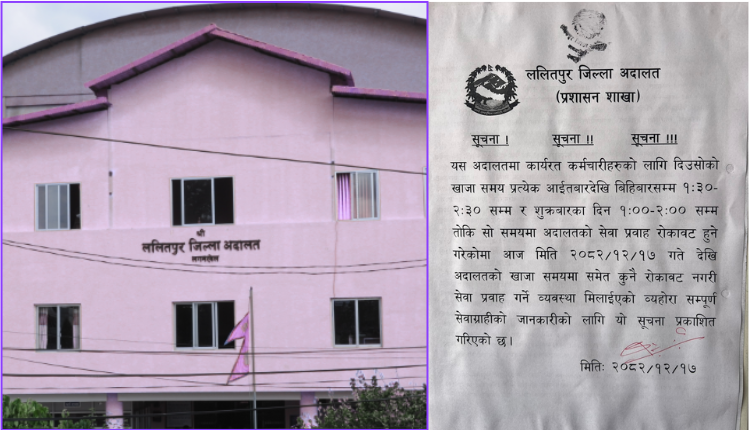 श्री
ललितपुर जिल्ला अदालत
ललितपुर जिल्ला अदालत
(प्रशासन शाखा)
सूचना । सूचना ।। सूचना ।।।
यस अदालतमा कार्यरत कर्मचारीहरुको लागि दिउसोको
खाजा समय प्रत्येक आईतबारदेखि बिहिबारसम्म १:३०-
२:३० सम्म र शुक्रबारका दिन १:००-२:०० सम्म
तोकि सो समयमा अदालतको सेवा प्रवाह रोकावट हुने
गरेकोमा आज मिति २०८२/१२/१७ गते देखि
अदालतको खाजा समयमा समेत कुनै रोकावट नगरी
सेवा प्रवाह गर्ने व्यवस्था मिलाईएको व्यहोरा सम्पूर्ण
सेवाग्राहीको जानकारीको लागि यो सूचना प्रकाशित
गरिएको छ।
मितिः २०८२/१२/१७